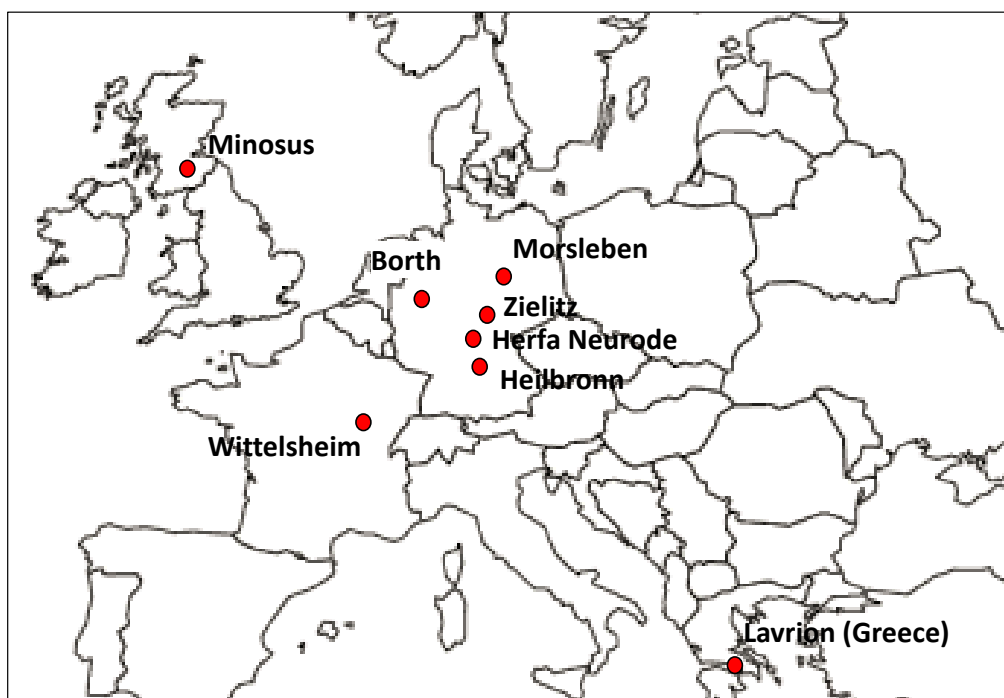 Minosus
Morsleben
Borth
Zielitz
Herfa Neurode
Heilbronn
Wittelsheim
Lavrion (Greece)